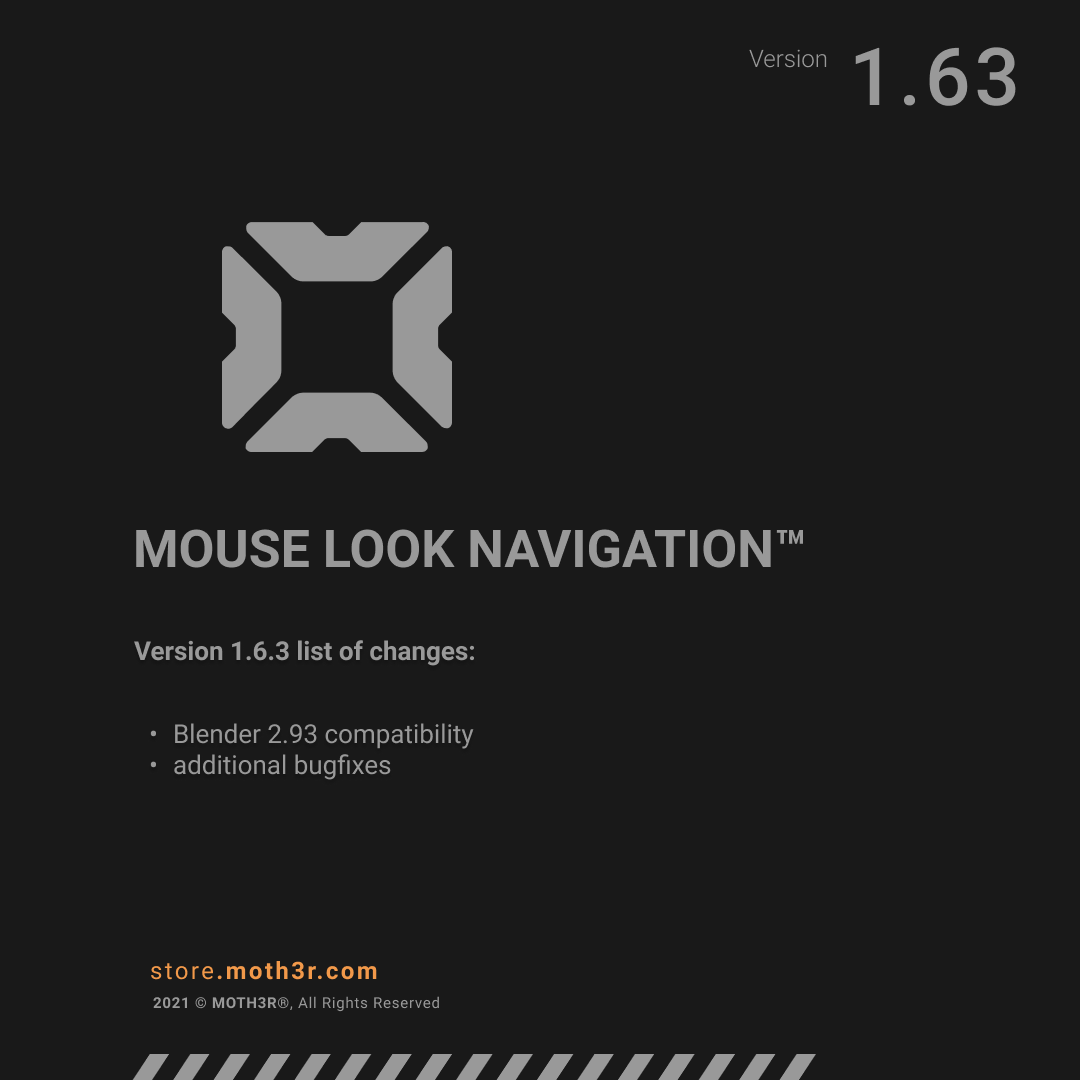 Version 1.63
MOUSE LOOK NAVIGATION™
Version 1.6.3 list of changes:
• Blender 2.93 compatibility
• additional bugfixes
store.moth3r.com
2021 © MOTH3R®, All Rights Reserved